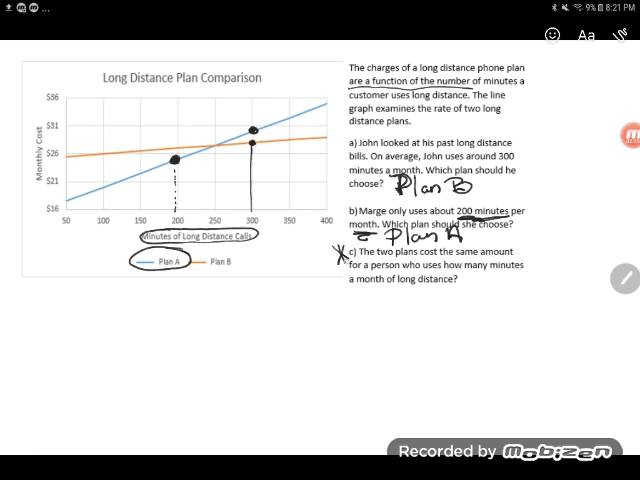 9% 8:21 PM
Aa
Long Distance Plan Comparison
Monthly Cost
$36
$31
$26
$21
$16
50 100 150 200 250 300 350 400
Minutes of Long Distance Calls
Plan A Plan B
The charges of a long distance phone plan
are a function of the number of minutes a
customer uses long distance. The line
graph examines the rate of two long
distance plans.
a) John looked at his past long distance
bills. On average, John uses around 300
minutes a month. Which plan should he
choose? Plan B
b) Marge only uses about 200 minutes per
month. Which plan should she choose?
= Plan A
c) The two plans cost the same amount
for a person who uses how many minutes
a month of long distance?
Recorded by Mobizen